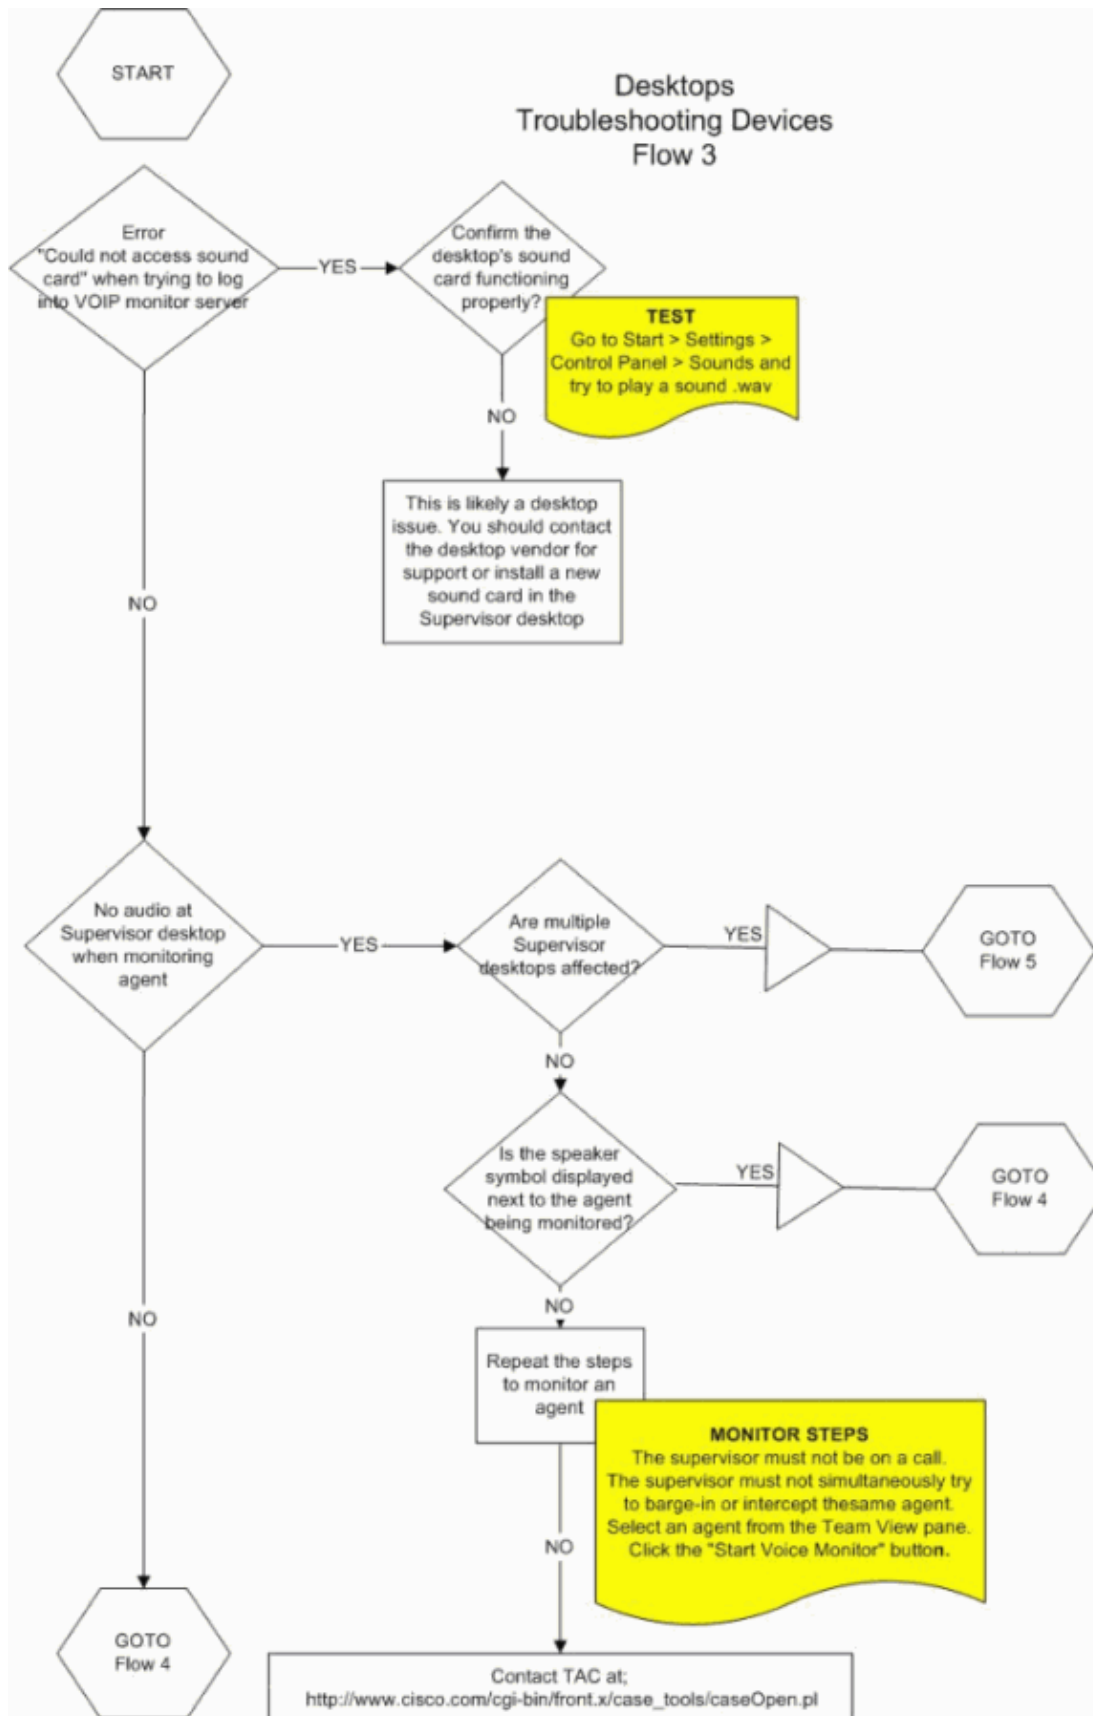 START
Desktops
Troubleshooting Devices
Flow 3
Error
"Could not access sound
card" when trying to log
into VOIP monitor server
YES
Confirm the
desktop's sound
card functioning
properly?
TEST
Go to Start > Settings >
Control Panel > Sounds and
try to play a sound .wav
NO
This is likely a desktop
issue. You should contact
the desktop vendor for
support or install a new
sound card in the
Supervisor desktop
NO
No audio at
Supervisor desktop
when monitoring
agent
YES
Are multiple
Supervisor
desktops affected?
YES
GOTO
Flow 5
NO
Is the speaker
symbol displayed
next to the agent
being monitored?
YES
GOTO
Flow 4
NO
NO
Repeat the steps
to monitor an
agent
MONITOR STEPS
The supervisor must not be on a call.
The supervisor must not simultaneously try
to barge-in or intercept thesame agent.
Select an agent from the Team View pane.
Click the "Start Voice Monitor" button.
NO
GOTO
Flow 4
Contact TAC at;
http://www.cisco.com/cgi-bin/front.x/case_tools/caseOpen.pl